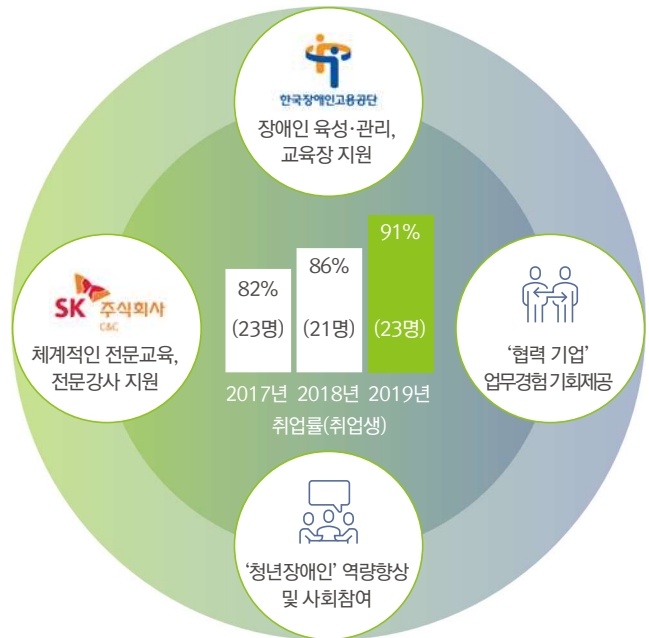 한국장애인고용공단
장애인 육성·관리,
교육장 지원
SK 주식회사
C&C
체계적인 전문교육,
전문강사 지원
82%
(23명)
86%
(21명)
91%
(23명)
2017년 2018년 2019년
취업률(취업생)
‘협력 기업’
업무경험 기회제공
‘청년장애인’ 역량향상
및 사회참여